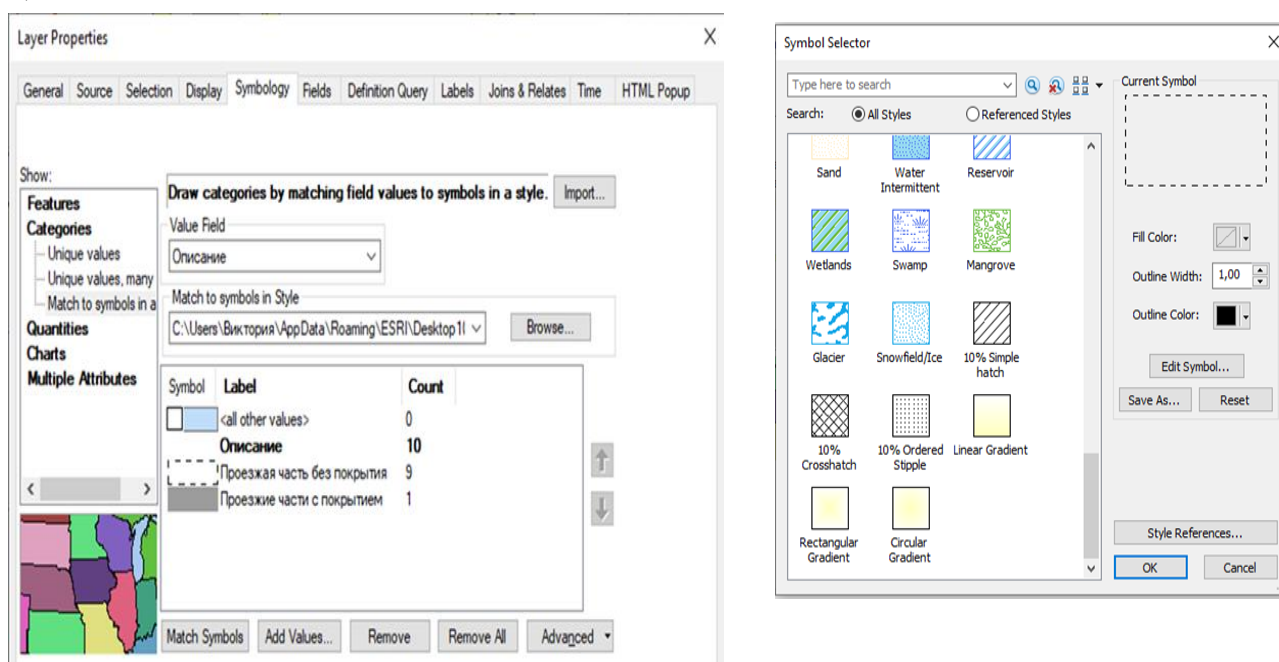 Layer Properties
General Source Selection Display Symbology Fields Definition Query Labels Joins & Relates Time HTML Popup
Show:
Features
Categories
Unique values
Unique values, many
Match to symbols in a
Quantities
Charts
Multiple Attributes
Draw categories by matching field values to symbols in a style.
Import...
Value Field
Описание
Match to symbols in Style
C:\Users\Виктория\AppData\Roaming\ESRI\Desktop1
Browse...
Symbol Label Count
<all other values> 0
Описание 10
Проезжая часть без покрытия 9
Проезжие части с покрытием 1
Match Symbols Add Values... Remove Remove All Advanced
Symbol Selector
Type here to search
Search: All Styles Referenced Styles
Sand
Water Intermittent
Reservoir
Wetlands
Swamp
Mangrove
Glacier
Snowfield/Ice
10% Simple hatch
10% Crosshatch
10% Ordered Stipple
Linear Gradient
Rectangular Gradient
Circular Gradient
Current Symbol
Fill Color:
Outline Width: 1,00
Outline Color:
Edit Symbol...
Save As... Reset
Style References...
OK Cancel